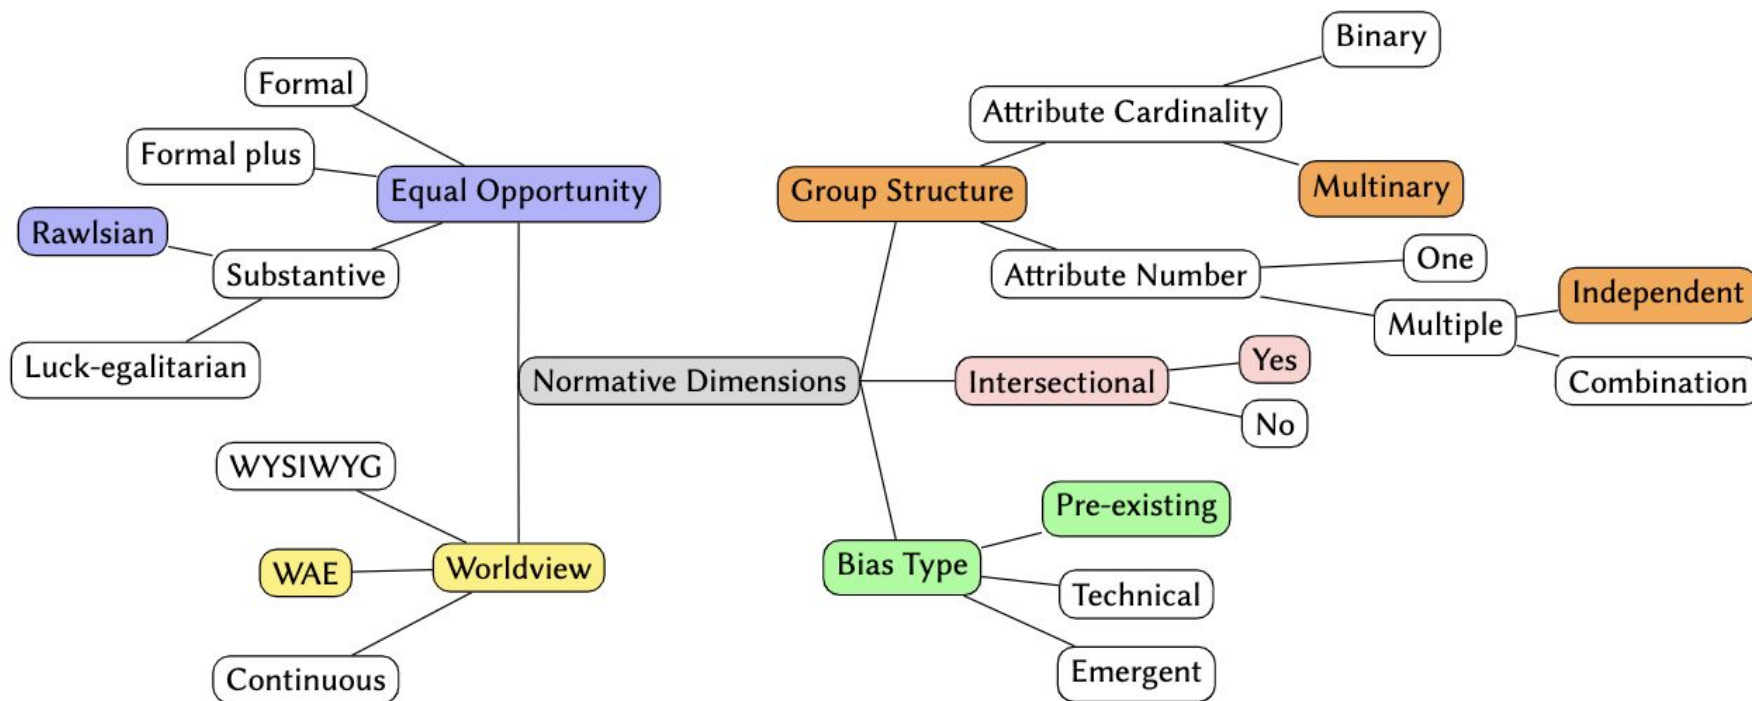 Binary
Formal
Attribute Cardinality
Formal plus
Equal Opportunity
Group Structure
Multinary
Rawlsian
Substantive
Attribute Number
One
Independent
Multiple
Luck-egalitarian
Normative Dimensions
Intersectional
Yes
Combination
No
WYSIWYG
Pre-existing
WAE
Worldview
Bias Type
Technical
Continuous
Emergent